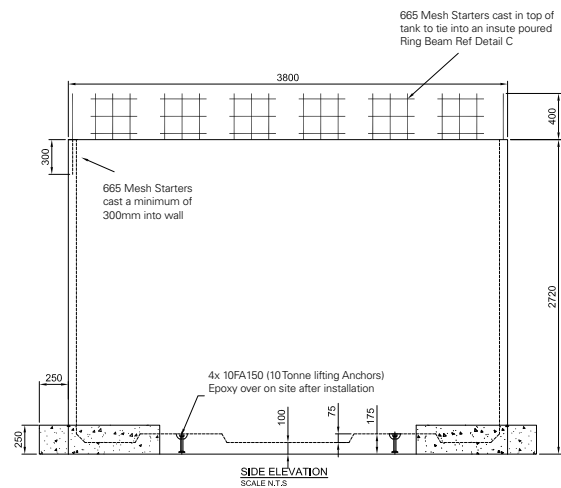 665 Mesh Starters cast in top of
tank to tie into an insute poured
Ring Beam Ref Detail C
3800
400
300
665 Mesh Starters
cast a minimum of
300mm into wall
2720
250
4x 10FA150 (10 Tonne lifting Anchors)
Epoxy over on site after installation
250
100
75
175
SIDE ELEVATION
SCALE N.T.S